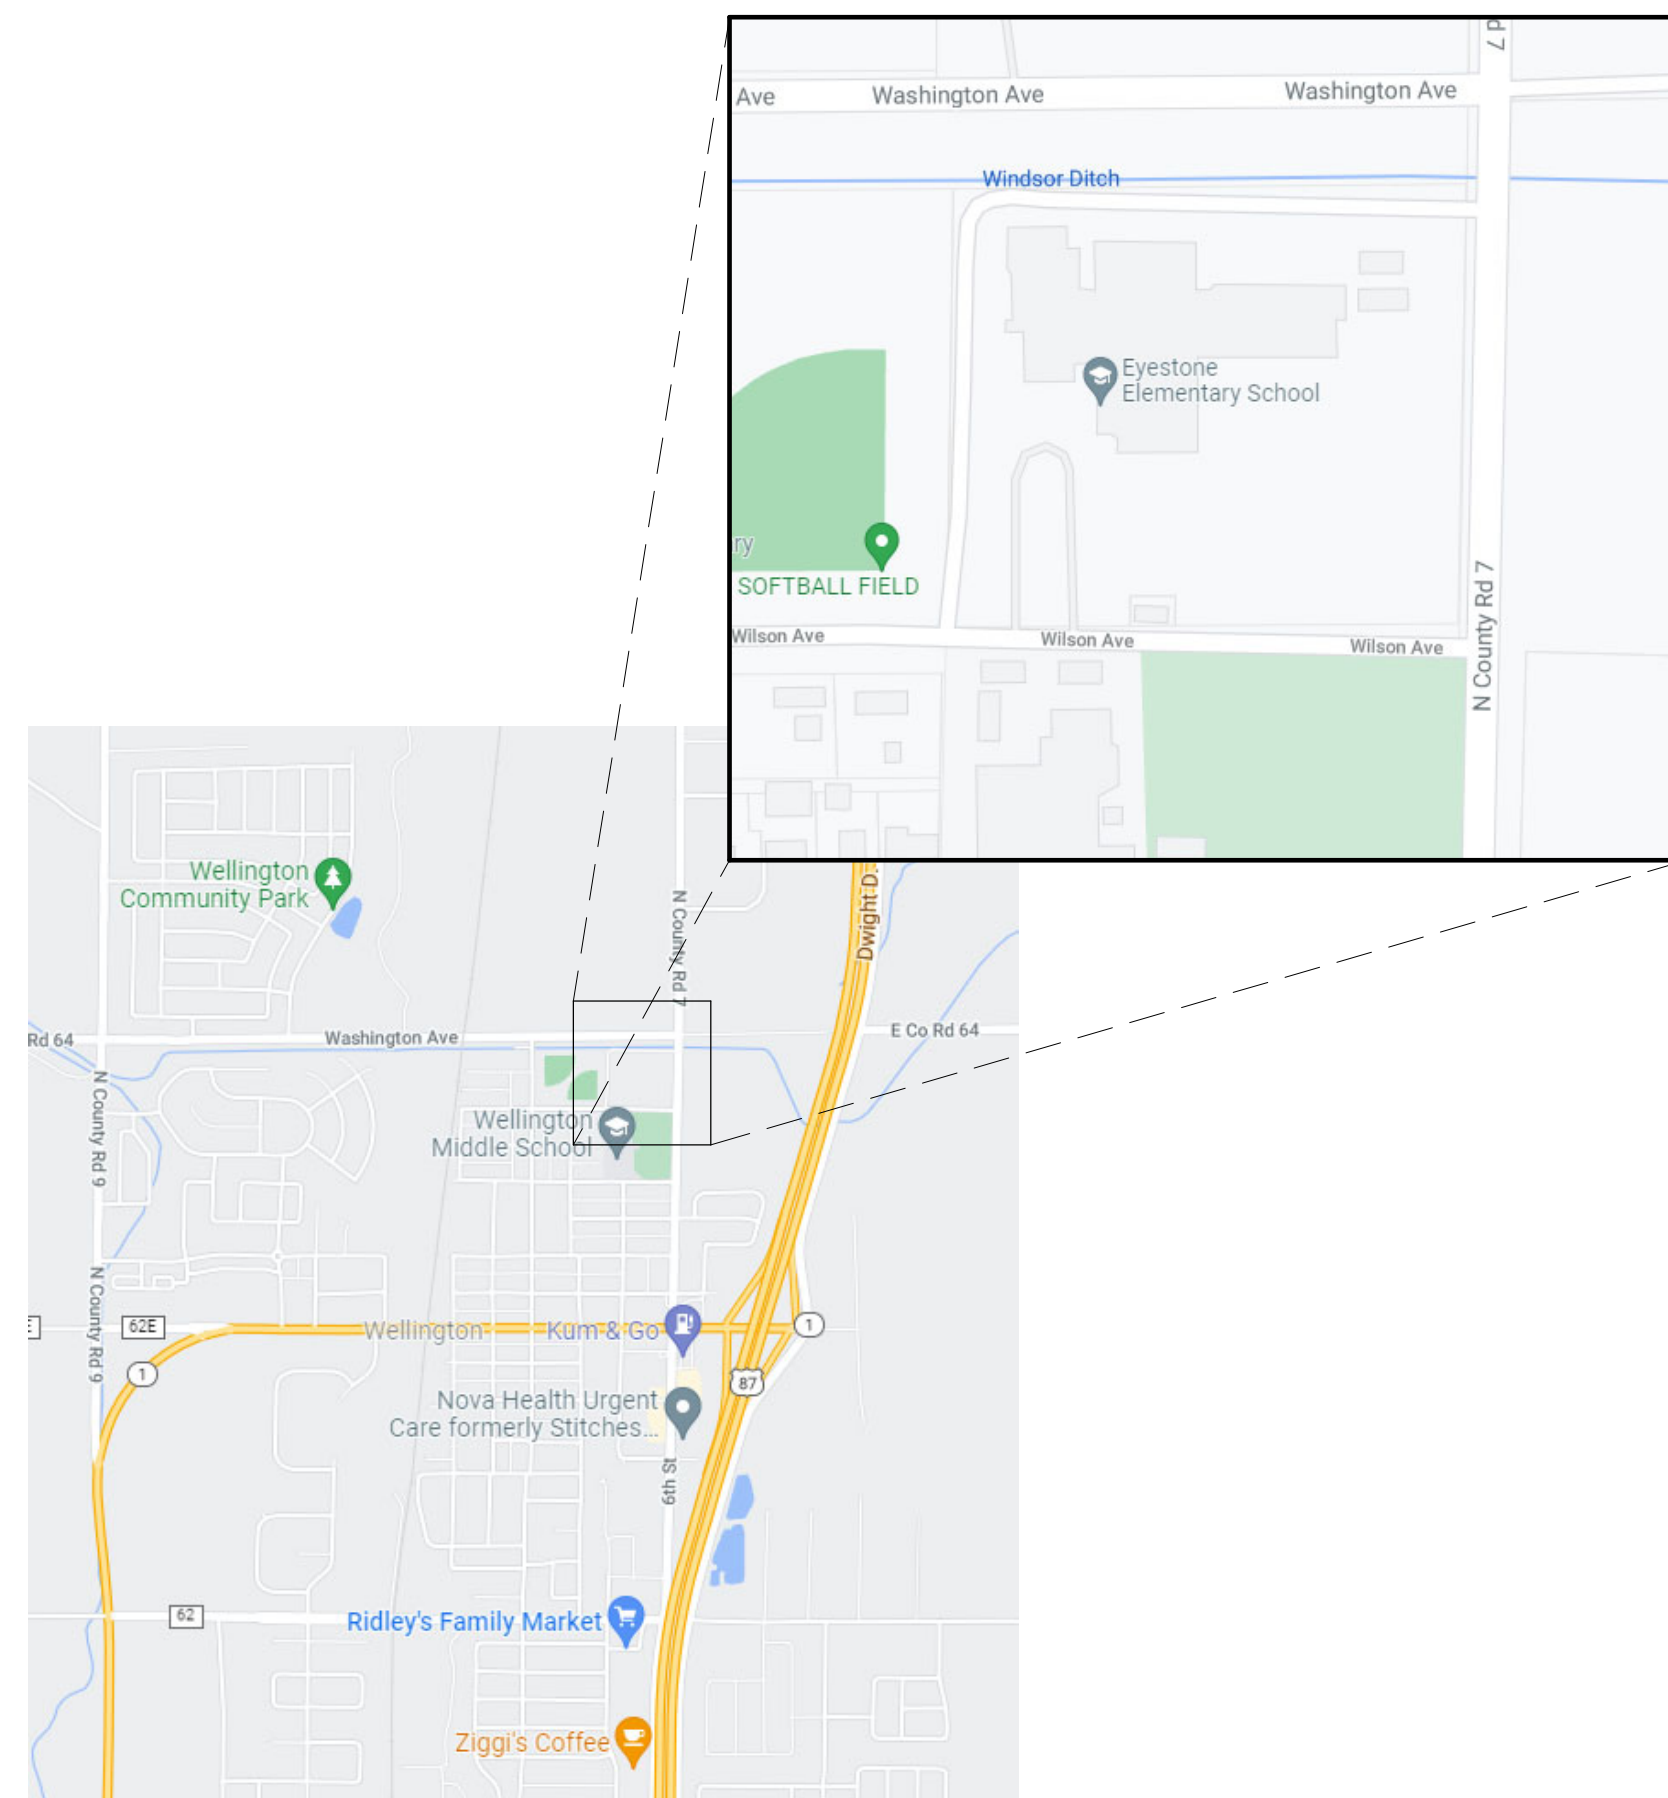 d 7
Ave
Washington Ave
Washington Ave
Windsor Ditch
Eyestone
Elementary School
ry
SOFTBALL FIELD
Wilson Ave
Wilson Ave
Wilson Ave
N County Rd 7
Wellington
Community Park
N County Rd 7
Dwight D.
Rd 64
Washington Ave
E Co Rd 64
N County Rd 9
Wellington
Middle School
N County Rd 9
E
62E
Wellington
Kum & Go
1
1
87
Nova Health Urgent
Care formerly Stitches...
6th St
62
Ridley's Family Market
Ziggi's Coffee